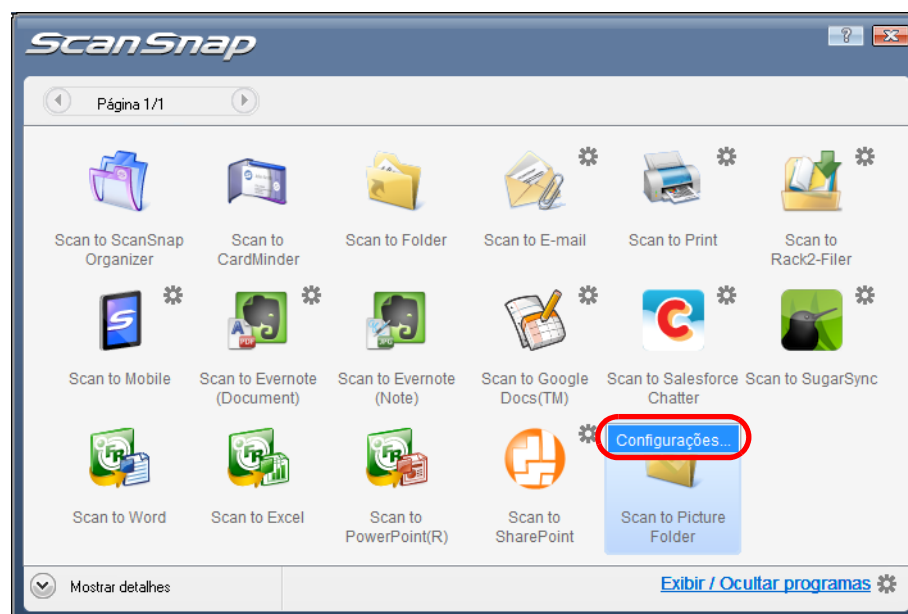 ScanSnap
Página 1/1
Scan to ScanSnap
Organizer
Scan to
CardMinder
Scan to Folder
Scan to E-mail
Scan to Print
Scan to
Rack2-Filer
Scan to Mobile
Scan to Evernote
(Document)
Scan to Evernote
(Note)
Scan to Google
Docs(TM)
Scan to Salesforce
Chatter
Scan to SugarSync
Configurações...
Scan to Word
Scan to Excel
Scan to
PowerPoint(R)
Scan to
SharePoint
Scan to Picture
Folder
Mostrar detalhes
Exibir / Ocultar programas